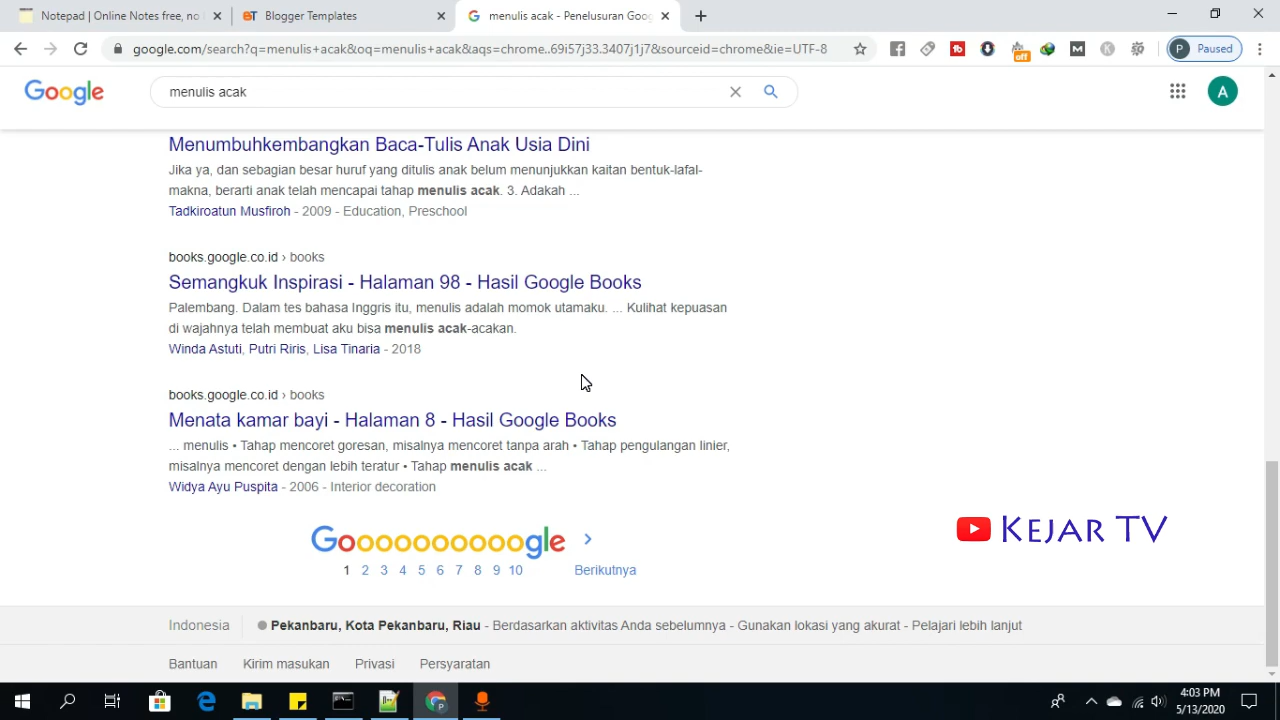 Notepad | Online Notes free, no
Blogger Templates
menulis acak - Penelusuran Goog
google.com/search?q=menulis+acak&oq=menulis+acak&aqs=chrome..69i57j33.3407j1j7&sourceid=chrome&ie=UTF-8
off
P Paused
Google
menulis acak
A
Menumbuhkembangkan Baca-Tulis Anak Usia Dini
Jika ya, dan sebagian besar huruf yang ditulis anak belum menunjukkan kaitan bentuk-lafal-
makna, berarti anak telah mencapai tahap menulis acak. 3. Adakah ...
Tadkiroatun Musfiroh - 2009 - Education, Preschool
books.google.co.id › books
Semangkuk Inspirasi - Halaman 98 - Hasil Google Books
Palembang. Dalam tes bahasa Inggris itu, menulis adalah momok utamaku. ... Kulihat kepuasan
di wajahnya telah membuat aku bisa menulis acak-acakan.
Winda Astuti, Putri Riris, Lisa Tinaria - 2018
books.google.co.id › books
Menata kamar bayi - Halaman 8 - Hasil Google Books
... menulis • Tahap mencoret goresan, misalnya mencoret tanpa arah • Tahap pengulangan linier,
misalnya mencoret dengan lebih teratur • Tahap menulis acak ...
Widya Ayu Puspita - 2006 - Interior decoration
KEJAR TV
Goooooooooogle
1 2 3 4 5 6 7 8 9 10 Berikutnya
Indonesia
Pekanbaru, Kota Pekanbaru, Riau - Berdasarkan aktivitas Anda sebelumnya - Gunakan lokasi yang akurat - Pelajari lebih lanjut
Bantuan Kirim masukan Privasi Persyaratan
4:03 PM
5/13/2020